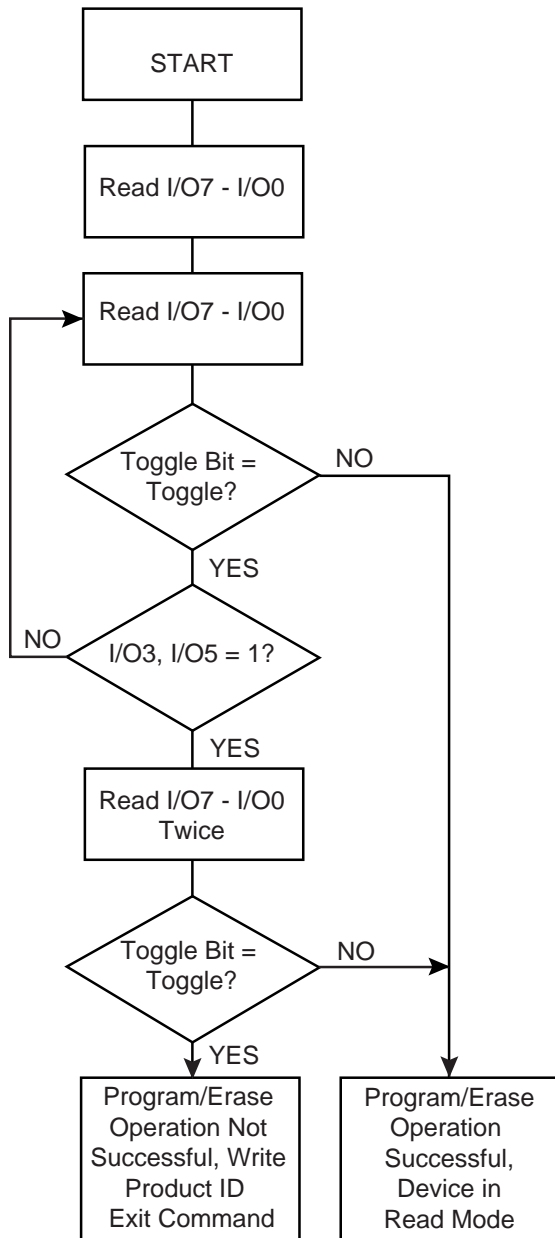 START
Read I/O7 - I/O0
Read I/O7 - I/O0
Toggle Bit =
Toggle?
NO
YES
NO
I/O3, I/O5 = 1?
YES
Read I/O7 - I/O0
Twice
Toggle Bit =
Toggle?
NO
YES
Program/Erase
Operation Not
Successful, Write
Product ID
Exit Command
Program/Erase
Operation
Successful,
Device in
Read Mode